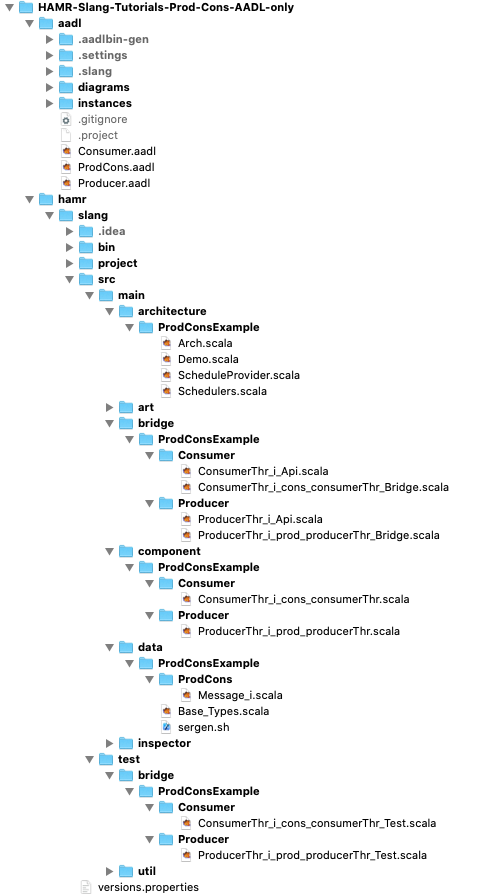 HAMR-Slang-Tutorials-Prod-Cons-AADL-only
aadl
.aadlbin-gen
.settings
.slang
diagrams
instances
.gitignore
.project
Consumer.aadl
ProdCons.aadl
Producer.aadl
hamr
slang
.idea
bin
project
src
main
architecture
ProdConsExample
Arch.scala
Demo.scala
ScheduleProvider.scala
Schedulers.scala
art
bridge
ProdConsExample
Consumer
ConsumerThr_i_Api.scala
ConsumerThr_i_cons_consumerThr_Bridge.scala
Producer
ProducerThr_i_Api.scala
ProducerThr_i_prod_producerThr_Bridge.scala
component
ProdConsExample
Consumer
ConsumerThr_i_cons_consumerThr.scala
Producer
ProducerThr_i_prod_producerThr.scala
data
ProdConsExample
ProdCons
Message_i.scala
Base_Types.scala
sergen.sh
inspector
test
bridge
ProdConsExample
Consumer
ConsumerThr_i_cons_consumerThr_Test.scala
Producer
ProducerThr_i_prod_producerThr_Test.scala
util
versions.properties